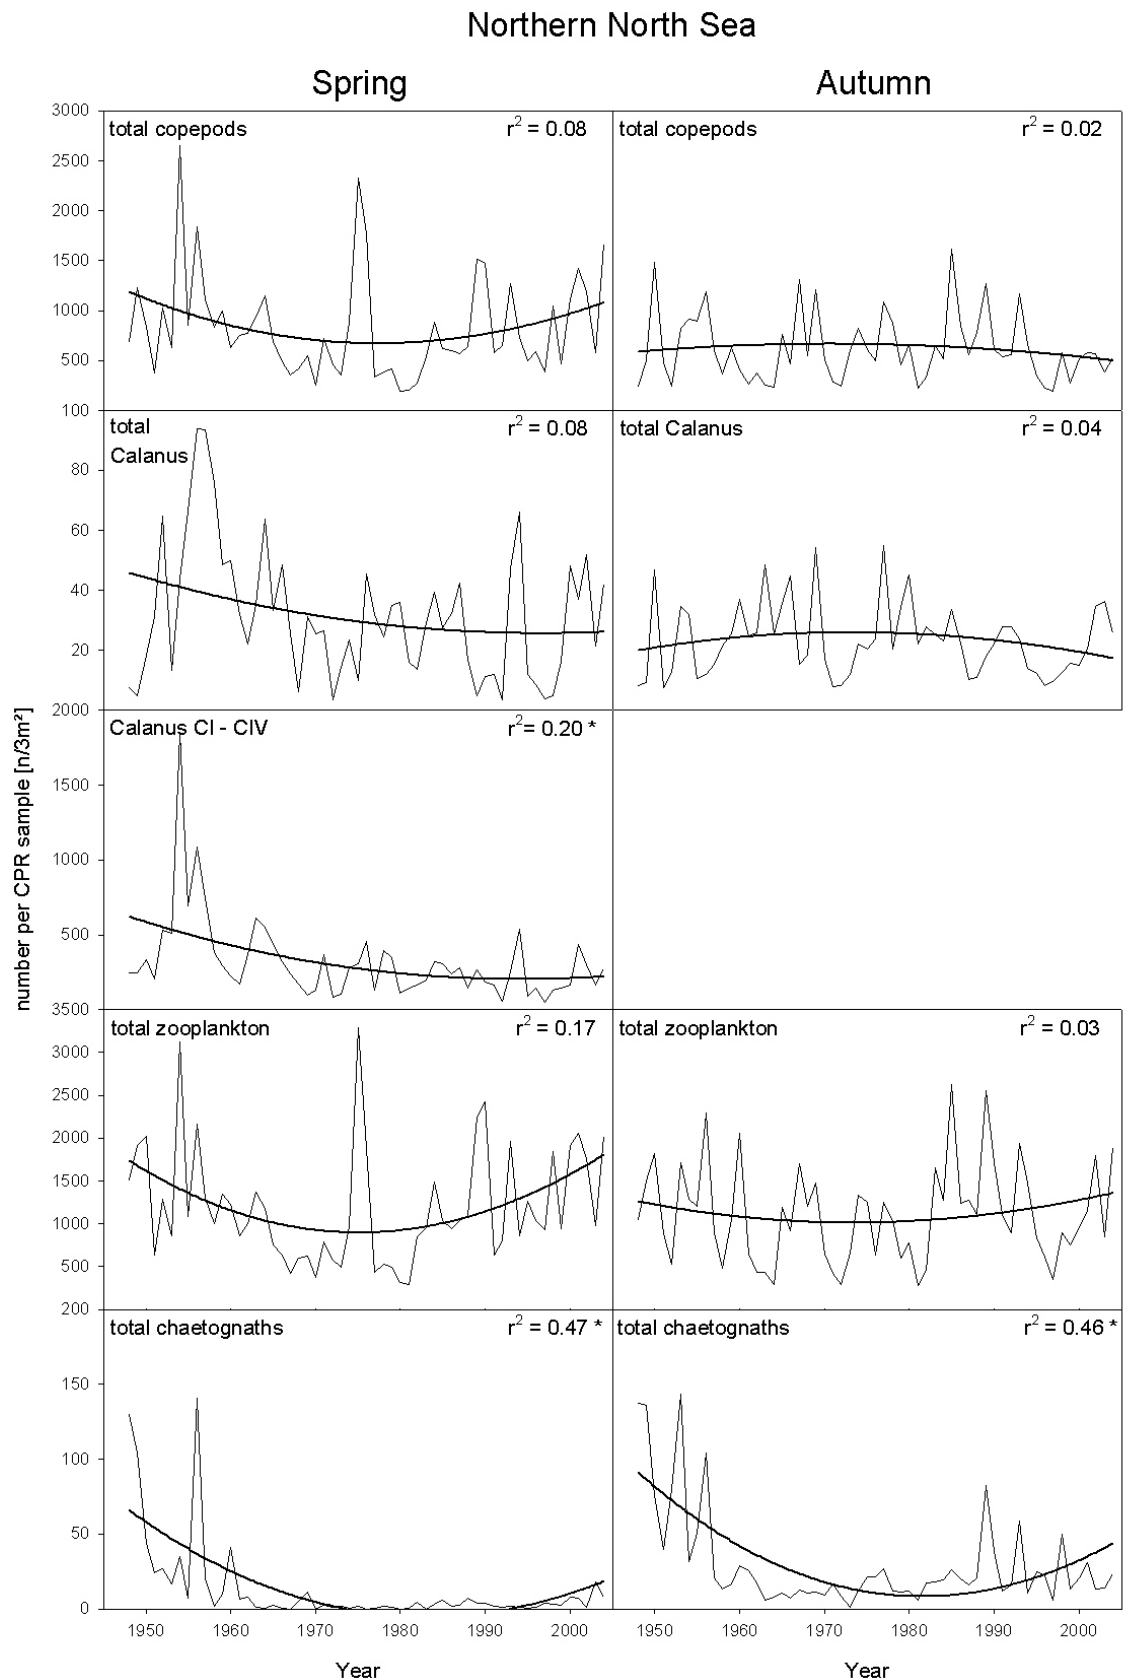 Northern North Sea
Spring
Autumn
number per CPR sample [n/3m²]
3000
2500
2000
1500
1000
500
100
total copepods
r² = 0.08
total copepods
r² = 0.02
80
60
40
20
2000
total
Calanus
r² = 0.08
total Calanus
r² = 0.04
1500
1000
500
3500
Calanus CI - CIV
r²= 0.20 *
3000
2500
2000
1500
1000
500
200
total zooplankton
r² = 0.17
total zooplankton
r² = 0.03
150
100
50
0
total chaetognaths
r² = 0.47 *
total chaetognaths
r² = 0.46 *
1950 1960 1970 1980 1990 2000
1950 1960 1970 1980 1990 2000
Year
Year